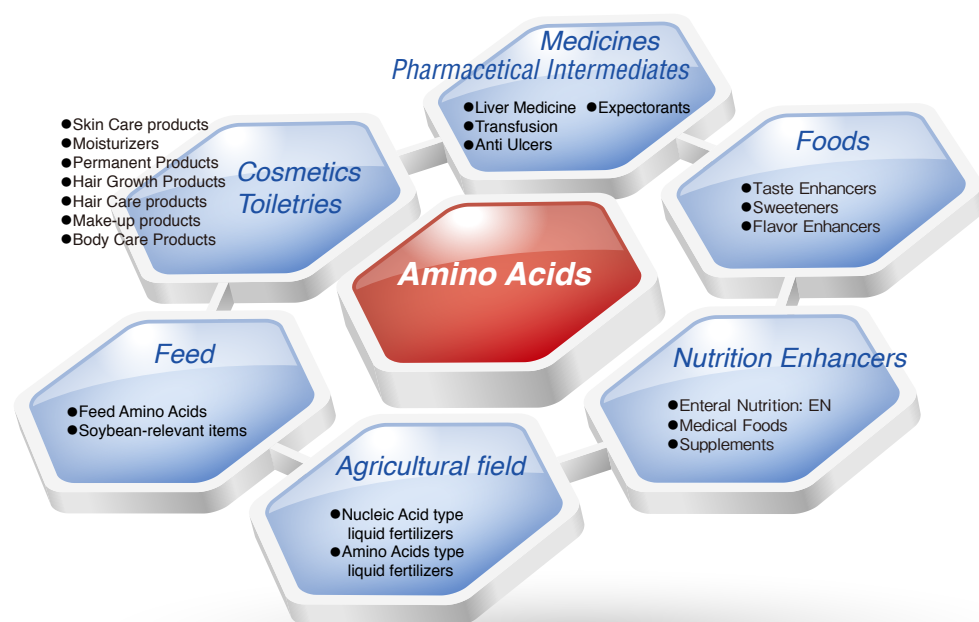 Medicines
Pharmacetical Intermediates
●Liver Medicine ●Expectorants
●Transfusion
●Anti Ulcers
●Skin Care products
●Moisturizers
●Permanent Products
●Hair Growth Products
●Hair Care products
●Make-up products
●Body Care Products
Cosmetics
Toiletries
Foods
●Taste Enhancers
●Sweeteners
●Flavor Enhancers
Amino Acids
Feed
●Feed Amino Acids
●Soybean-relevant items
Nutrition Enhancers
●Enteral Nutrition: EN
●Medical Foods
●Supplements
Agricultural field
●Nucleic Acid type
liquid fertilizers
●Amino Acids type
liquid fertilizers